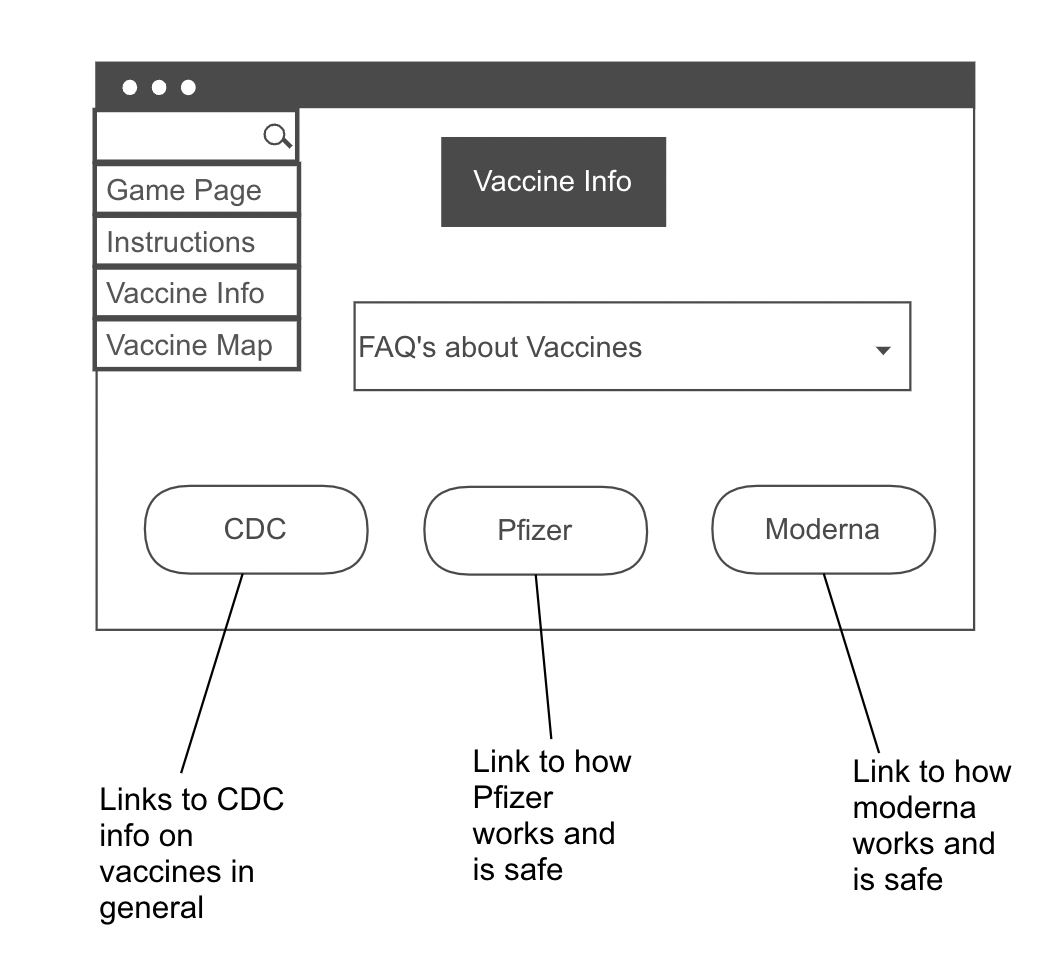 Vaccine Info
Game Page
Instructions
Vaccine Info
Vaccine Map
FAQ's about Vaccines
CDC
Pfizer
Moderna
Links to CDC
info on
vaccines in
general
Link to how
Pfizer
works and
is safe
Link to how
moderna
works and
is safe